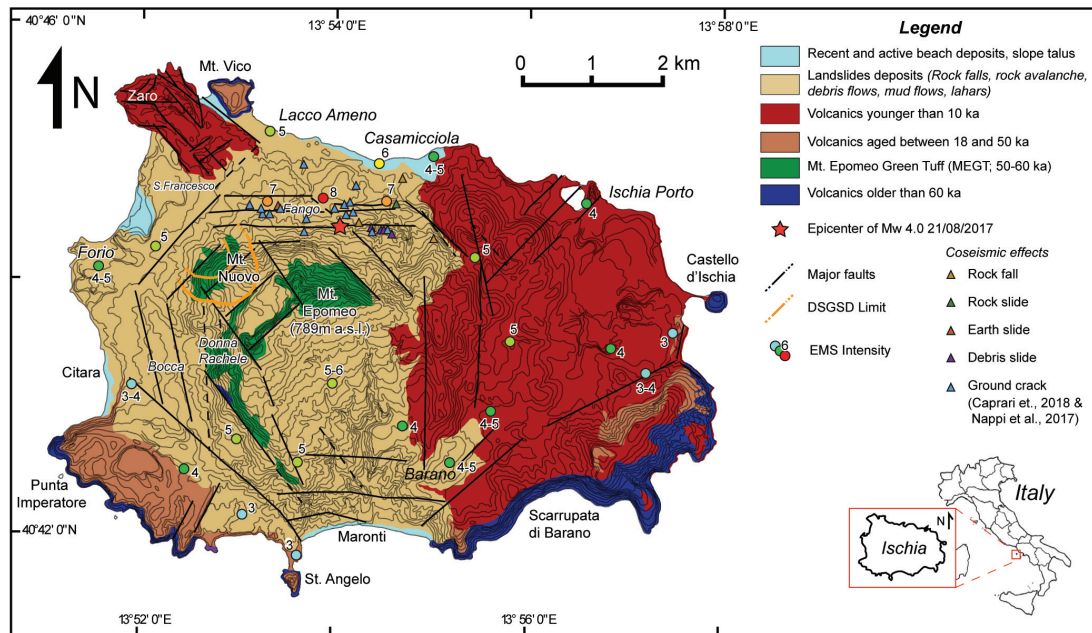 40°46' 0"N
13°54' 0"E
13°58' 0"E
N
Mt. Vico
Zaro
Lacco Ameno
5
Casamicciola
6
4-5
0 1 2 km
S.Francesco
7
8
7
Fango
Ischia Porto
4
Forio
4-5
5
Mt.
Nuovo
Mt.
Epomeo
(789m a.s.l.)
5
Castello
d'Ischia
Donna
Rachele
Bocca
Citara
3-4
5-6
5
4
3
3-4
5
5
4
4-5
Barano
4-5
4
Punta
Imperatore
3
3
40°42' 0"N
Maronti
St. Angelo
Scarrupata
di Barano
13°52' 0"E
13°56' 0"E
Legend
Recent and active beach deposits, slope talus
Landslides deposits (Rock falls, rock avalanche,
debris flows, mud flows, lahars)
Volcanics younger than 10 ka
Volcanics aged between 18 and 50 ka
Mt. Epomeo Green Tuff (MEGT; 50-60 ka)
Volcanics older than 60 ka
Epicenter of Mw 4.0 21/08/2017
Major faults
DSGSD Limit
6
EMS Intensity
Coseismic effects
Rock fall
Rock slide
Earth slide
Debris slide
Ground crack
(Caprari et., 2018 &
Nappi et al., 2017)
N
Italy
Ischia